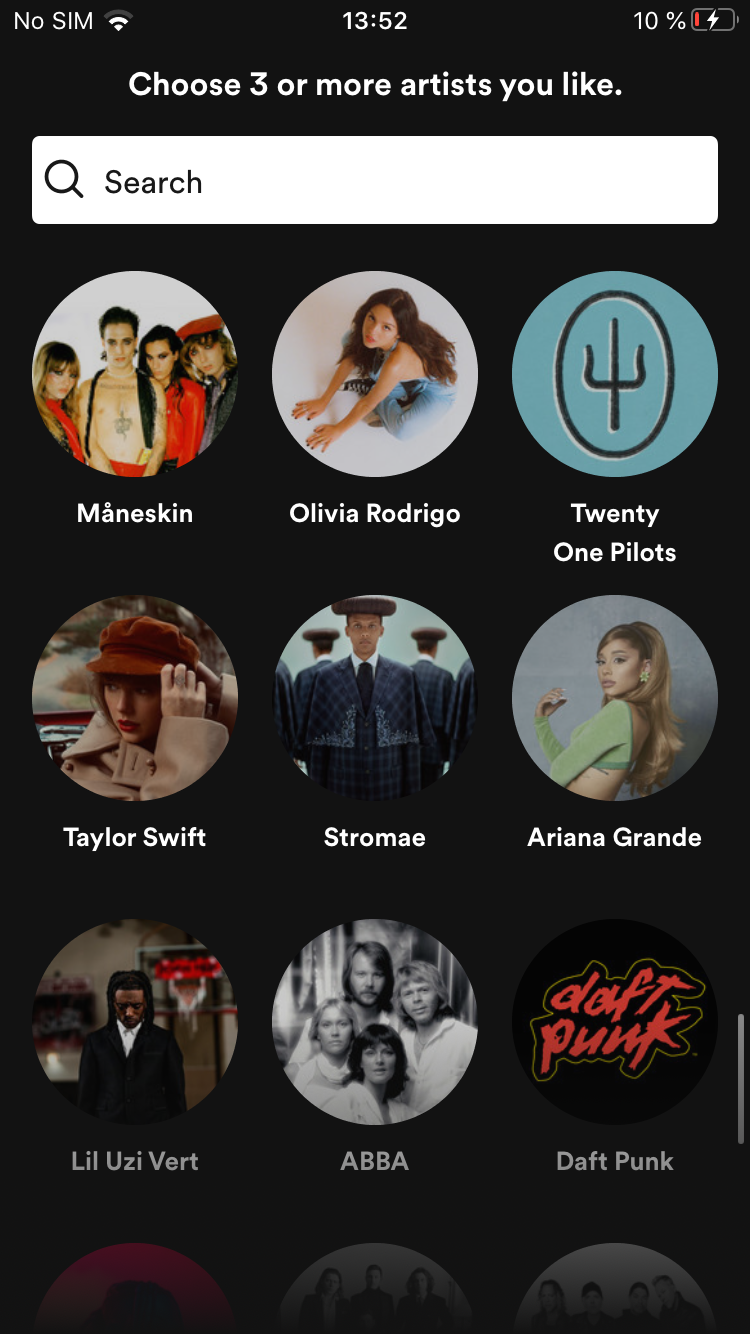 No SIM 13:52 10 %
Choose 3 or more artists you like.
Search
Måneskin Olivia Rodrigo Twenty
One Pilots
Taylor Swift Stromae Ariana Grande
daft
punk
Lil Uzi Vert ABBA Daft Punk